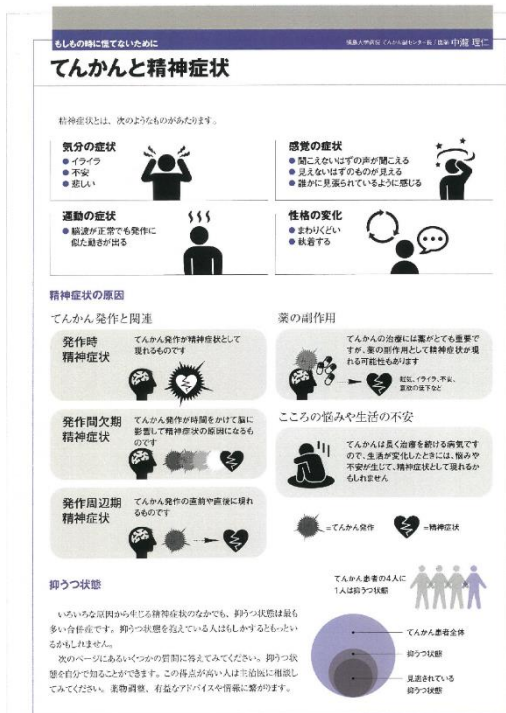 もしもの時に慌てないために
中瀧 理仁
てんかんと精神症状
精神症状とは、次のようなものがあたります。
気分の症状
● イライラ
● 不安
● 悲しい
感覚の症状
● 聞こえないはずの声が聞こえる
● 見えないはずのものが見える
● 誰かに見張られているように感じる
運動の症状
● 脳波が正常でも発作に
似た動きが出る
性格の変化
● まわりくどい
● 執着する
精神症状の原因
てんかん発作と関連
発作時
精神症状
てんかん発作が精神症状として
現れるものです
発作間欠期
精神症状
てんかん発作が時間をかけて脳に
影響して精神症状の原因になるも
のです
発作周辺期
精神症状
てんかん発作の直前や直後に現れ
るものです
薬の副作用
てんかんの治療には薬がとても重要で
すが、薬の副作用として精神症状が現
れる可能性もあります
眠気、イライラ、不安、
意欲の低下など
こころの悩みや生活の不安
てんかんは長く治療を続ける病気です
ので、生活が変化したときには、悩みや
不安が生じて、精神症状として現れるか
もしれません
=てんかん発作
=精神症状
抑うつ状態
いろいろな原因から生じる精神症状のなかでも、抑うつ状態は最も
多い合併症です。抑うつ状態を抱えている人はもしかするともっとい
るかもしれません。
次のページにあるいくつかの質問に答えてみてください。抑うつ状
態を自分で知ることができます。この得点が高い人は主治医に相談し
てみてください。薬物調整、有益なアドバイスや情報に繋がります。
てんかん患者の4人に
1人は抑うつ状態
てんかん患者全体
抑うつ状態
見逃されている
抑うつ状態